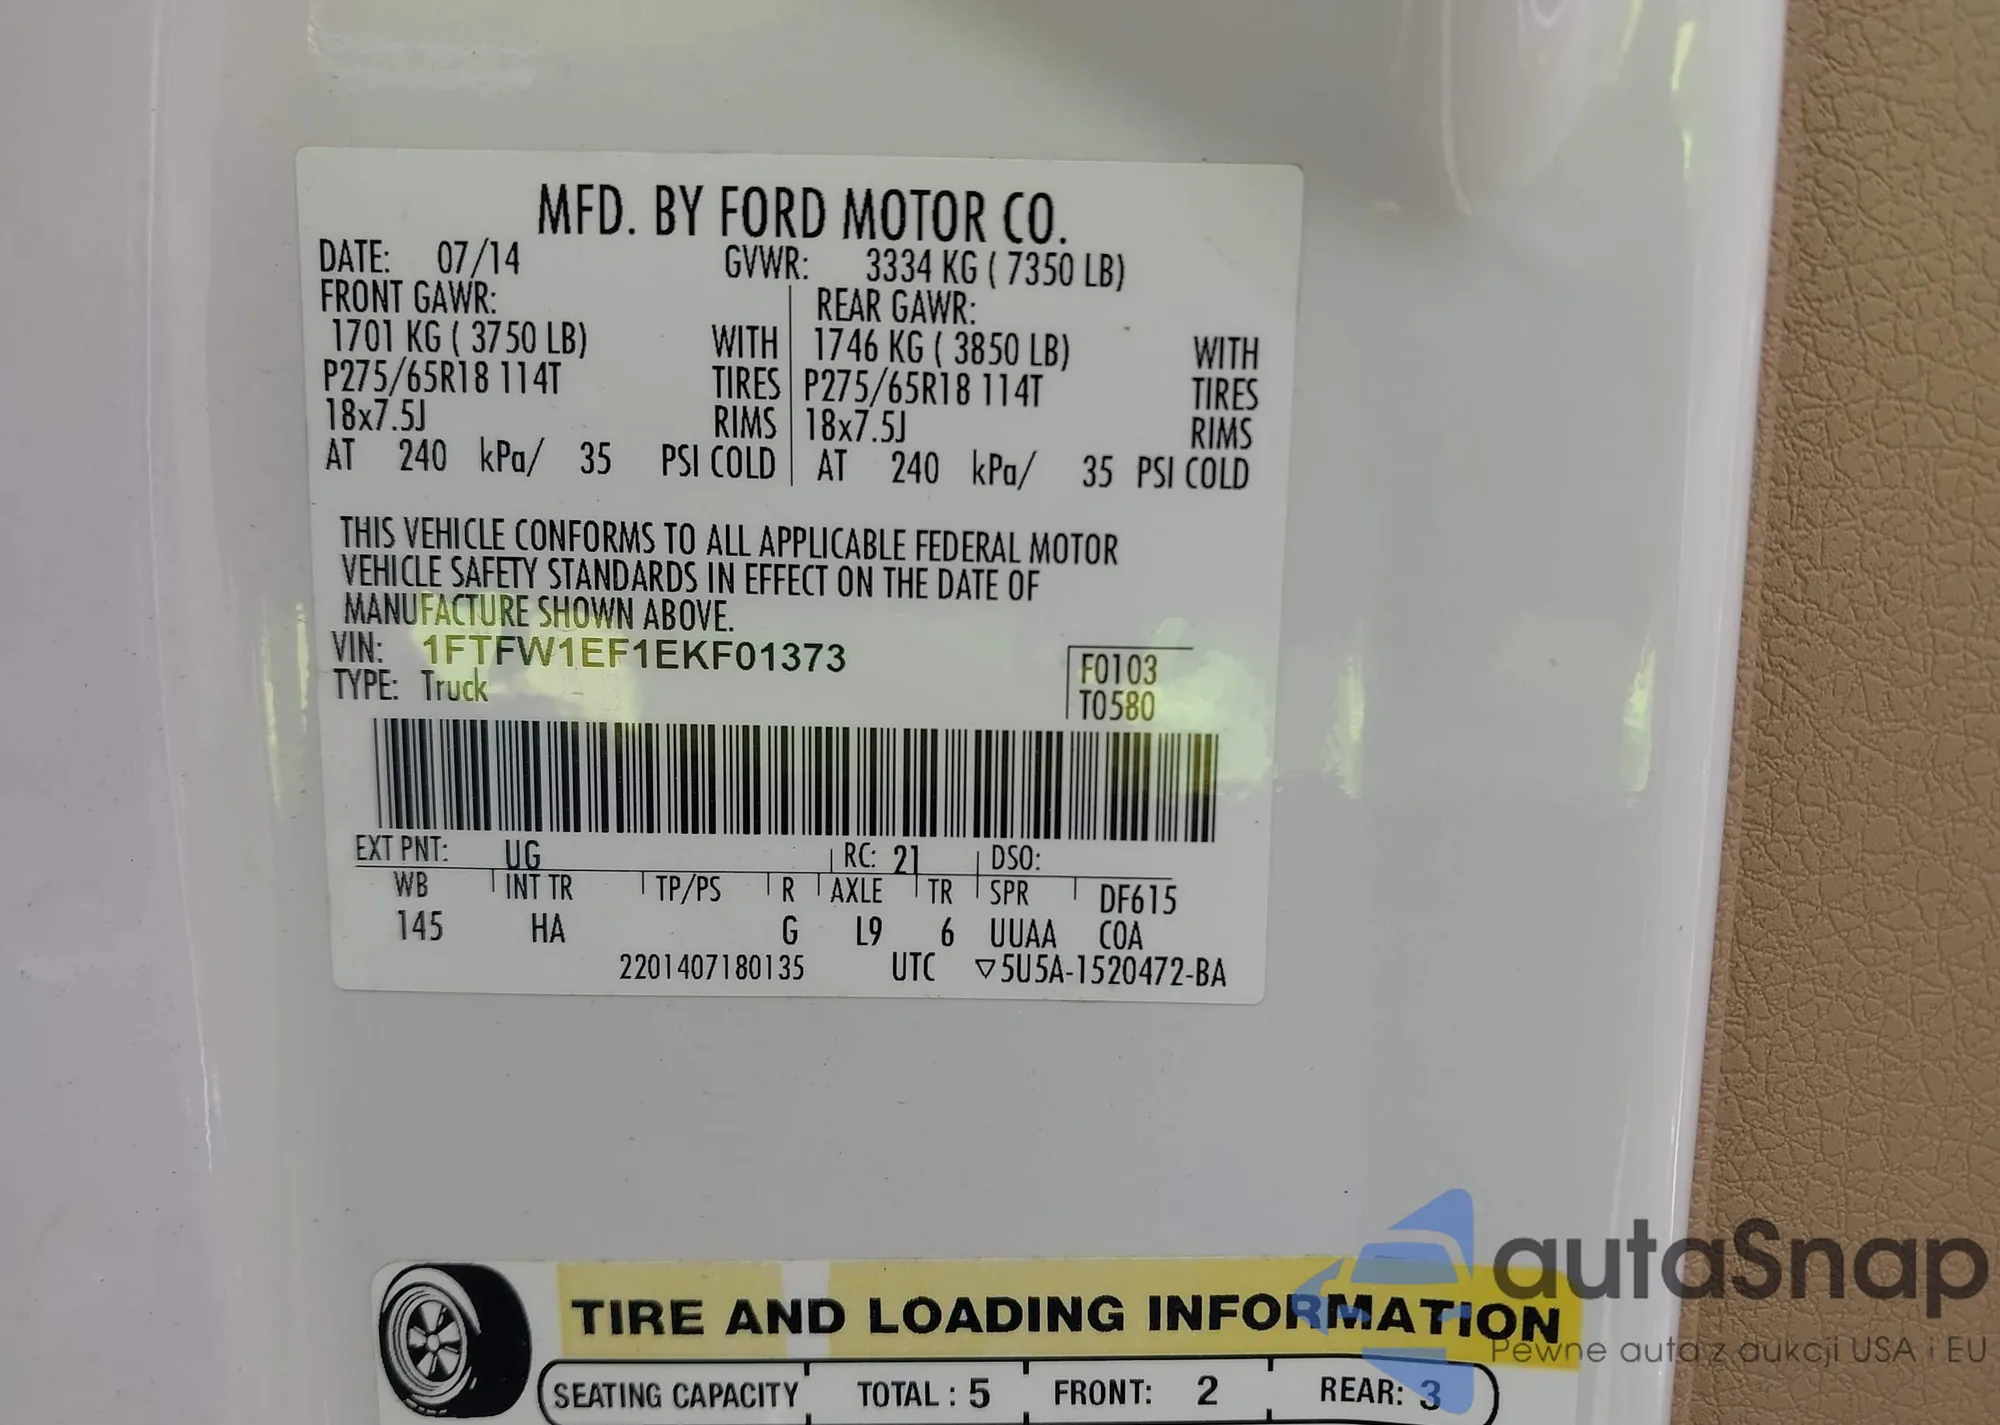 MFD. BY FORD MOTOR CO.
DATE: 07/14 GVWR: 3334 KG ( 7350 LB)
FRONT GAWR: REAR GAWR:
1701 KG ( 3750 LB) WITH 1746 KG ( 3850 LB) WITH
P275/65R18 114T TIRES P275/65R18 114T TIRES
18x7.5J RIMS 18x7.5J RIMS
AT 240 kPa/ 35 PSI COLD AT 240 kPa/ 35 PSI COLD
THIS VEHICLE CONFORMS TO ALL APPLICABLE FEDERAL MOTOR
VEHICLE SAFETY STANDARDS IN EFFECT ON THE DATE OF
MANUFACTURE SHOWN ABOVE.
VIN: 1FTFW1EF1EKF01373 F0103
TYPE: Truck T0580
EXT PNT: UG RC: 21 DSO:
WB INT TR TP/PS R AXLE TR SPR DF615
145 HA G L9 6 UUAA COA
2201407180135 UTC ▽5U5A-1520472-BA
TIRE AND LOADING INFORMATION
SEATING CAPACITY TOTAL : 5 FRONT: 2 REAR: 3
autaSnap
Pewne auta z aukcji USA i EU